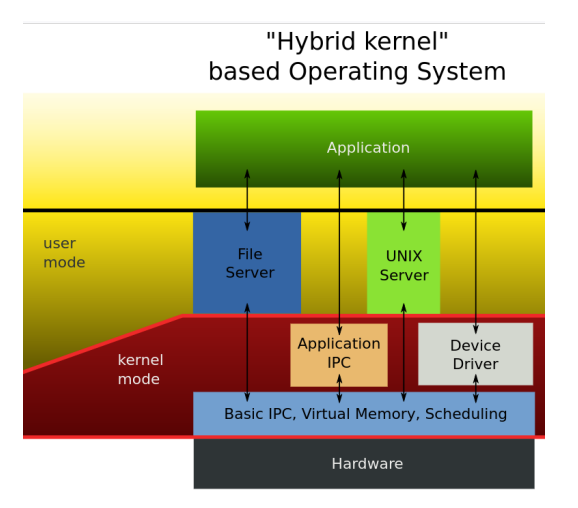 "Hybrid kernel"
based Operating System
Application
user
mode
File
Server
UNIX
Server
kernel
mode
Application
IPC
Device
Driver
Basic IPC, Virtual Memory, Scheduling
Hardware